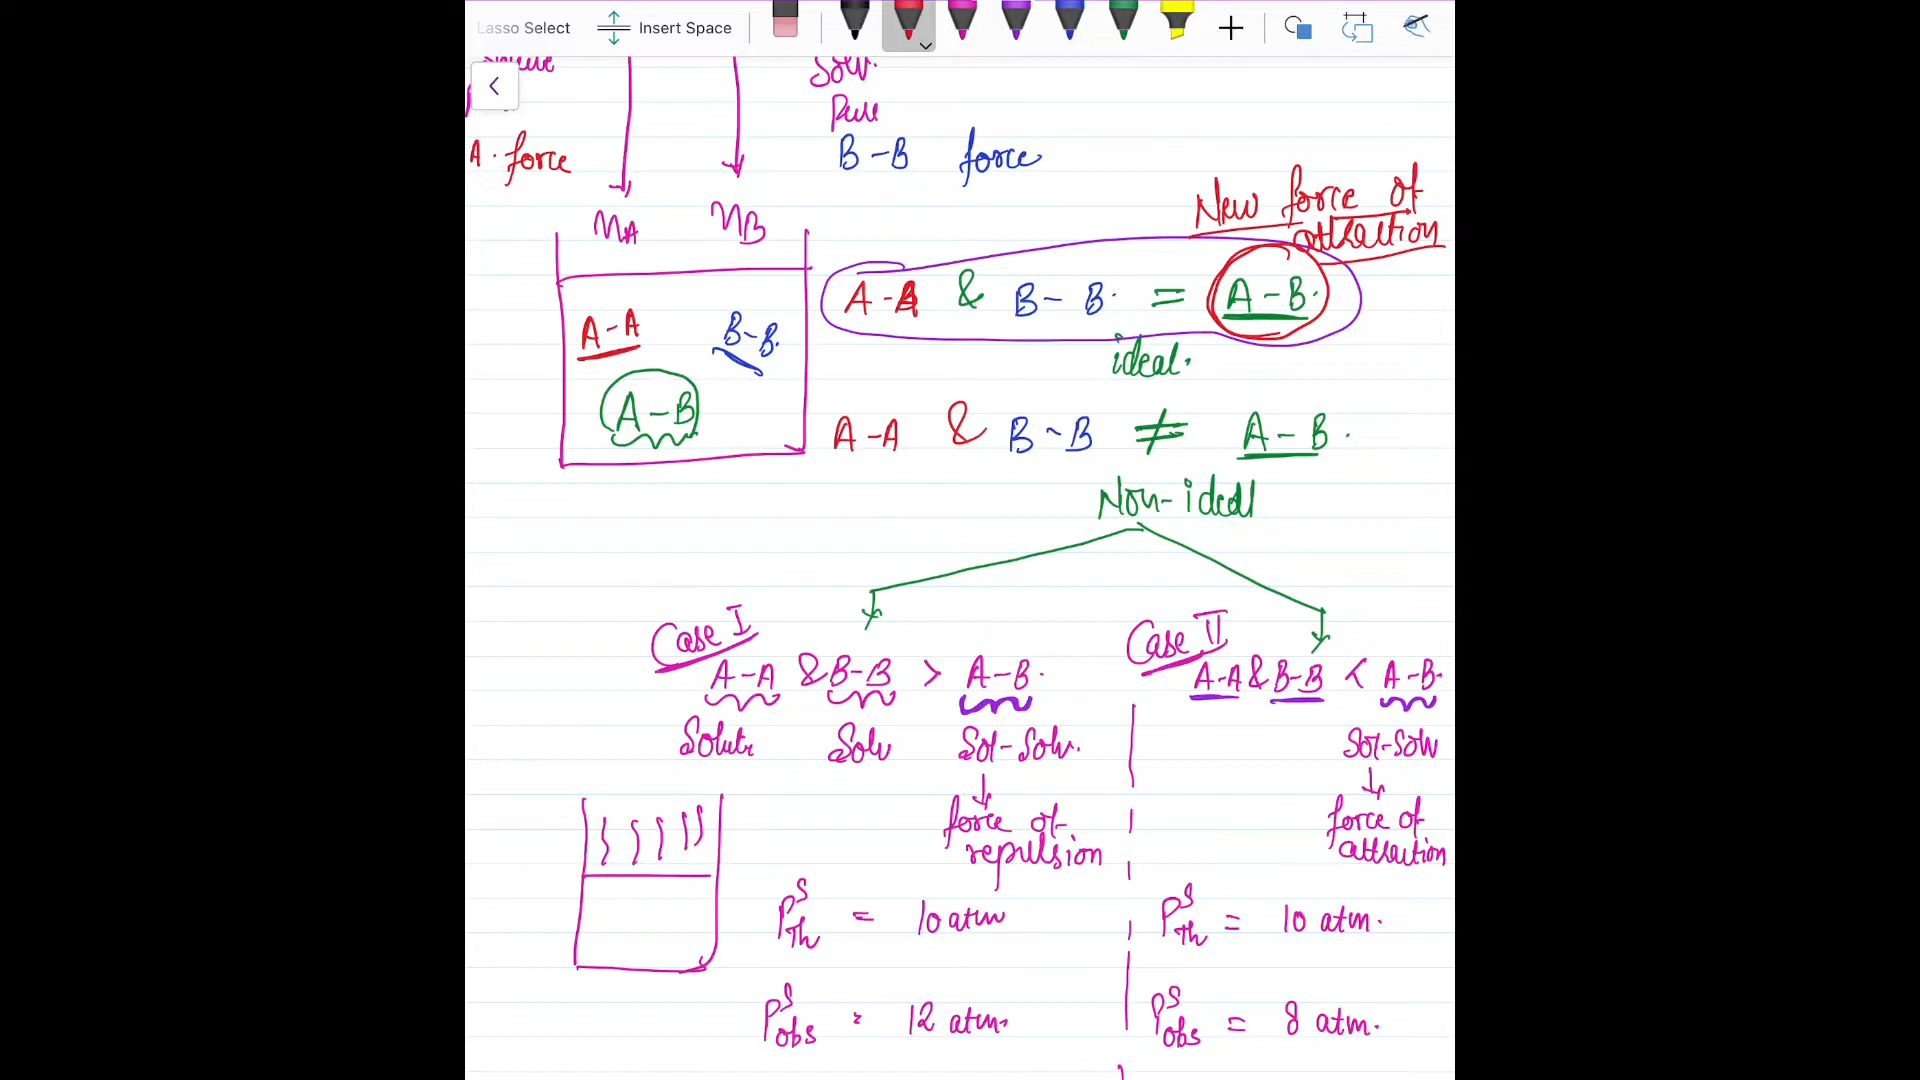 Lasso Select Insert Space
Solv.
Pure
A. force B-B force
New force of
attraction
nA nB
A-A & B-B. = A-B.
A-A B-B.
ideal.
A-B
A-A & B-B ≠ A-B.
Non-ideal
Case I Case II
A-A & B-B > A-B. A-A & B-B < A-B.
Solute Solv Sol-Solv. Sol-Solv
force of force of
repulsion attraction
P^S_Th = 10 atm P^S_Th = 10 atm.
P^S_obs = 12 atm. P^S_obs = 8 atm.